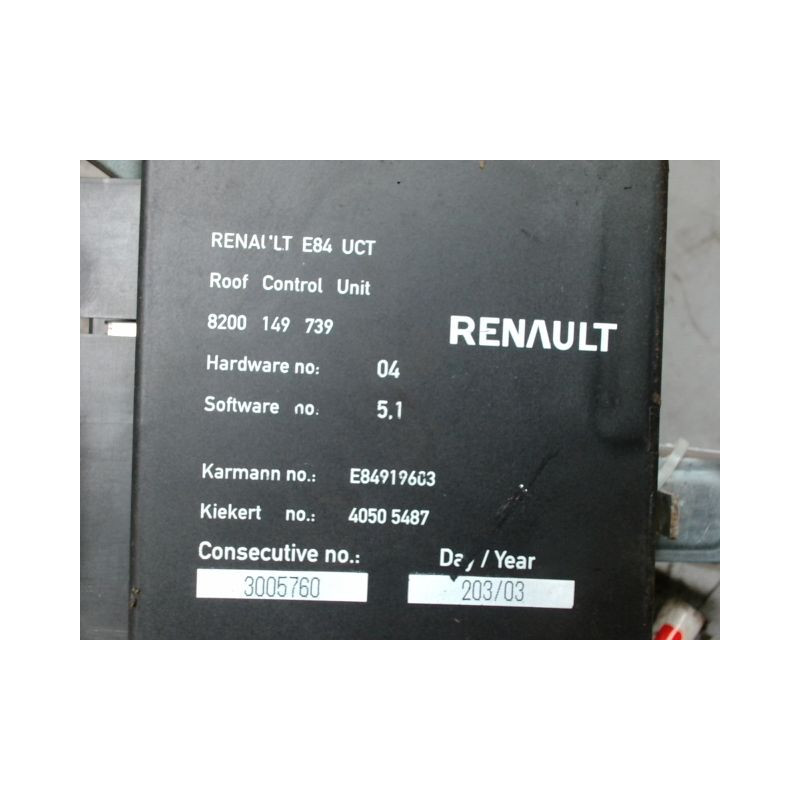 RENAULT E84 UCT
Roof Control Unit
8200 149 739
RENAULT
Hardware no: 04
Software no. 5.1
Karmann no.: E84919603
Kiekert no.: 4050 5487
Consecutive no.: Day / Year
3005760 203/03